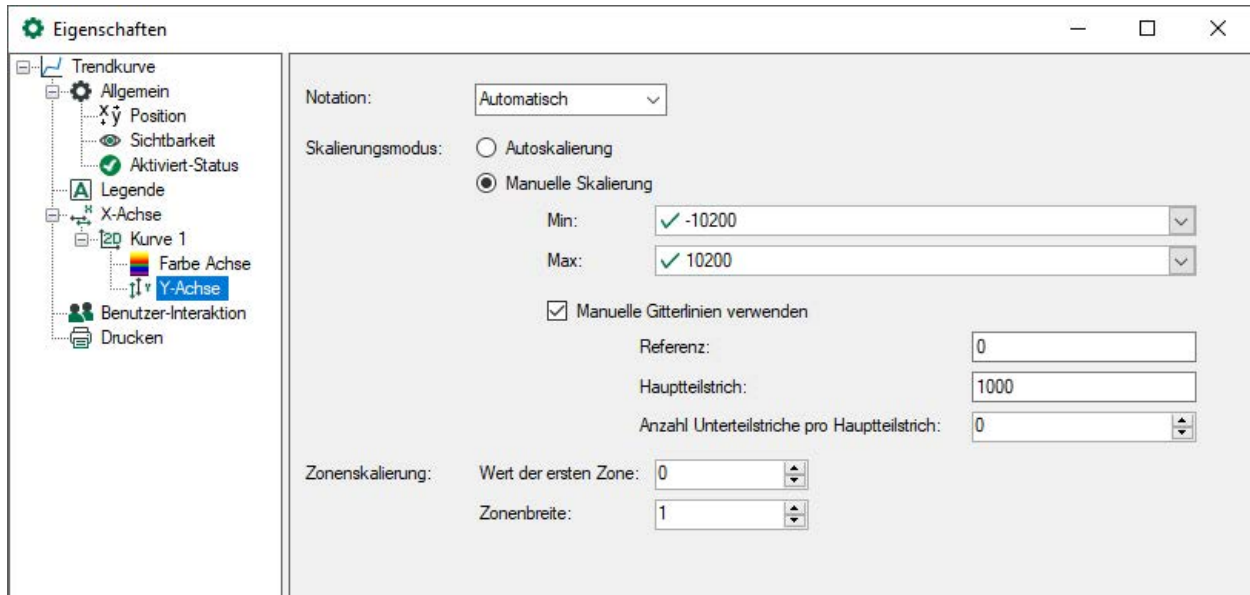 Eigenschaften
Trendkurve
Allgemein
Position
Sichtbarkeit
Aktiviert-Status
Legende
X-Achse
Kurve 1
Farbe Achse
Y-Achse
Benutzer-Interaktion
Drucken
Notation: Automatisch
Skalierungsmodus: Autoskalierung
Manuelle Skalierung
Min: -10200
Max: 10200
Manuelle Gitterlinien verwenden
Referenz: 0
Hauptteilstrich: 1000
Anzahl Unterteilstriche pro Hauptteilstrich: 0
Zonenskalierung: Wert der ersten Zone: 0
Zonenbreite: 1